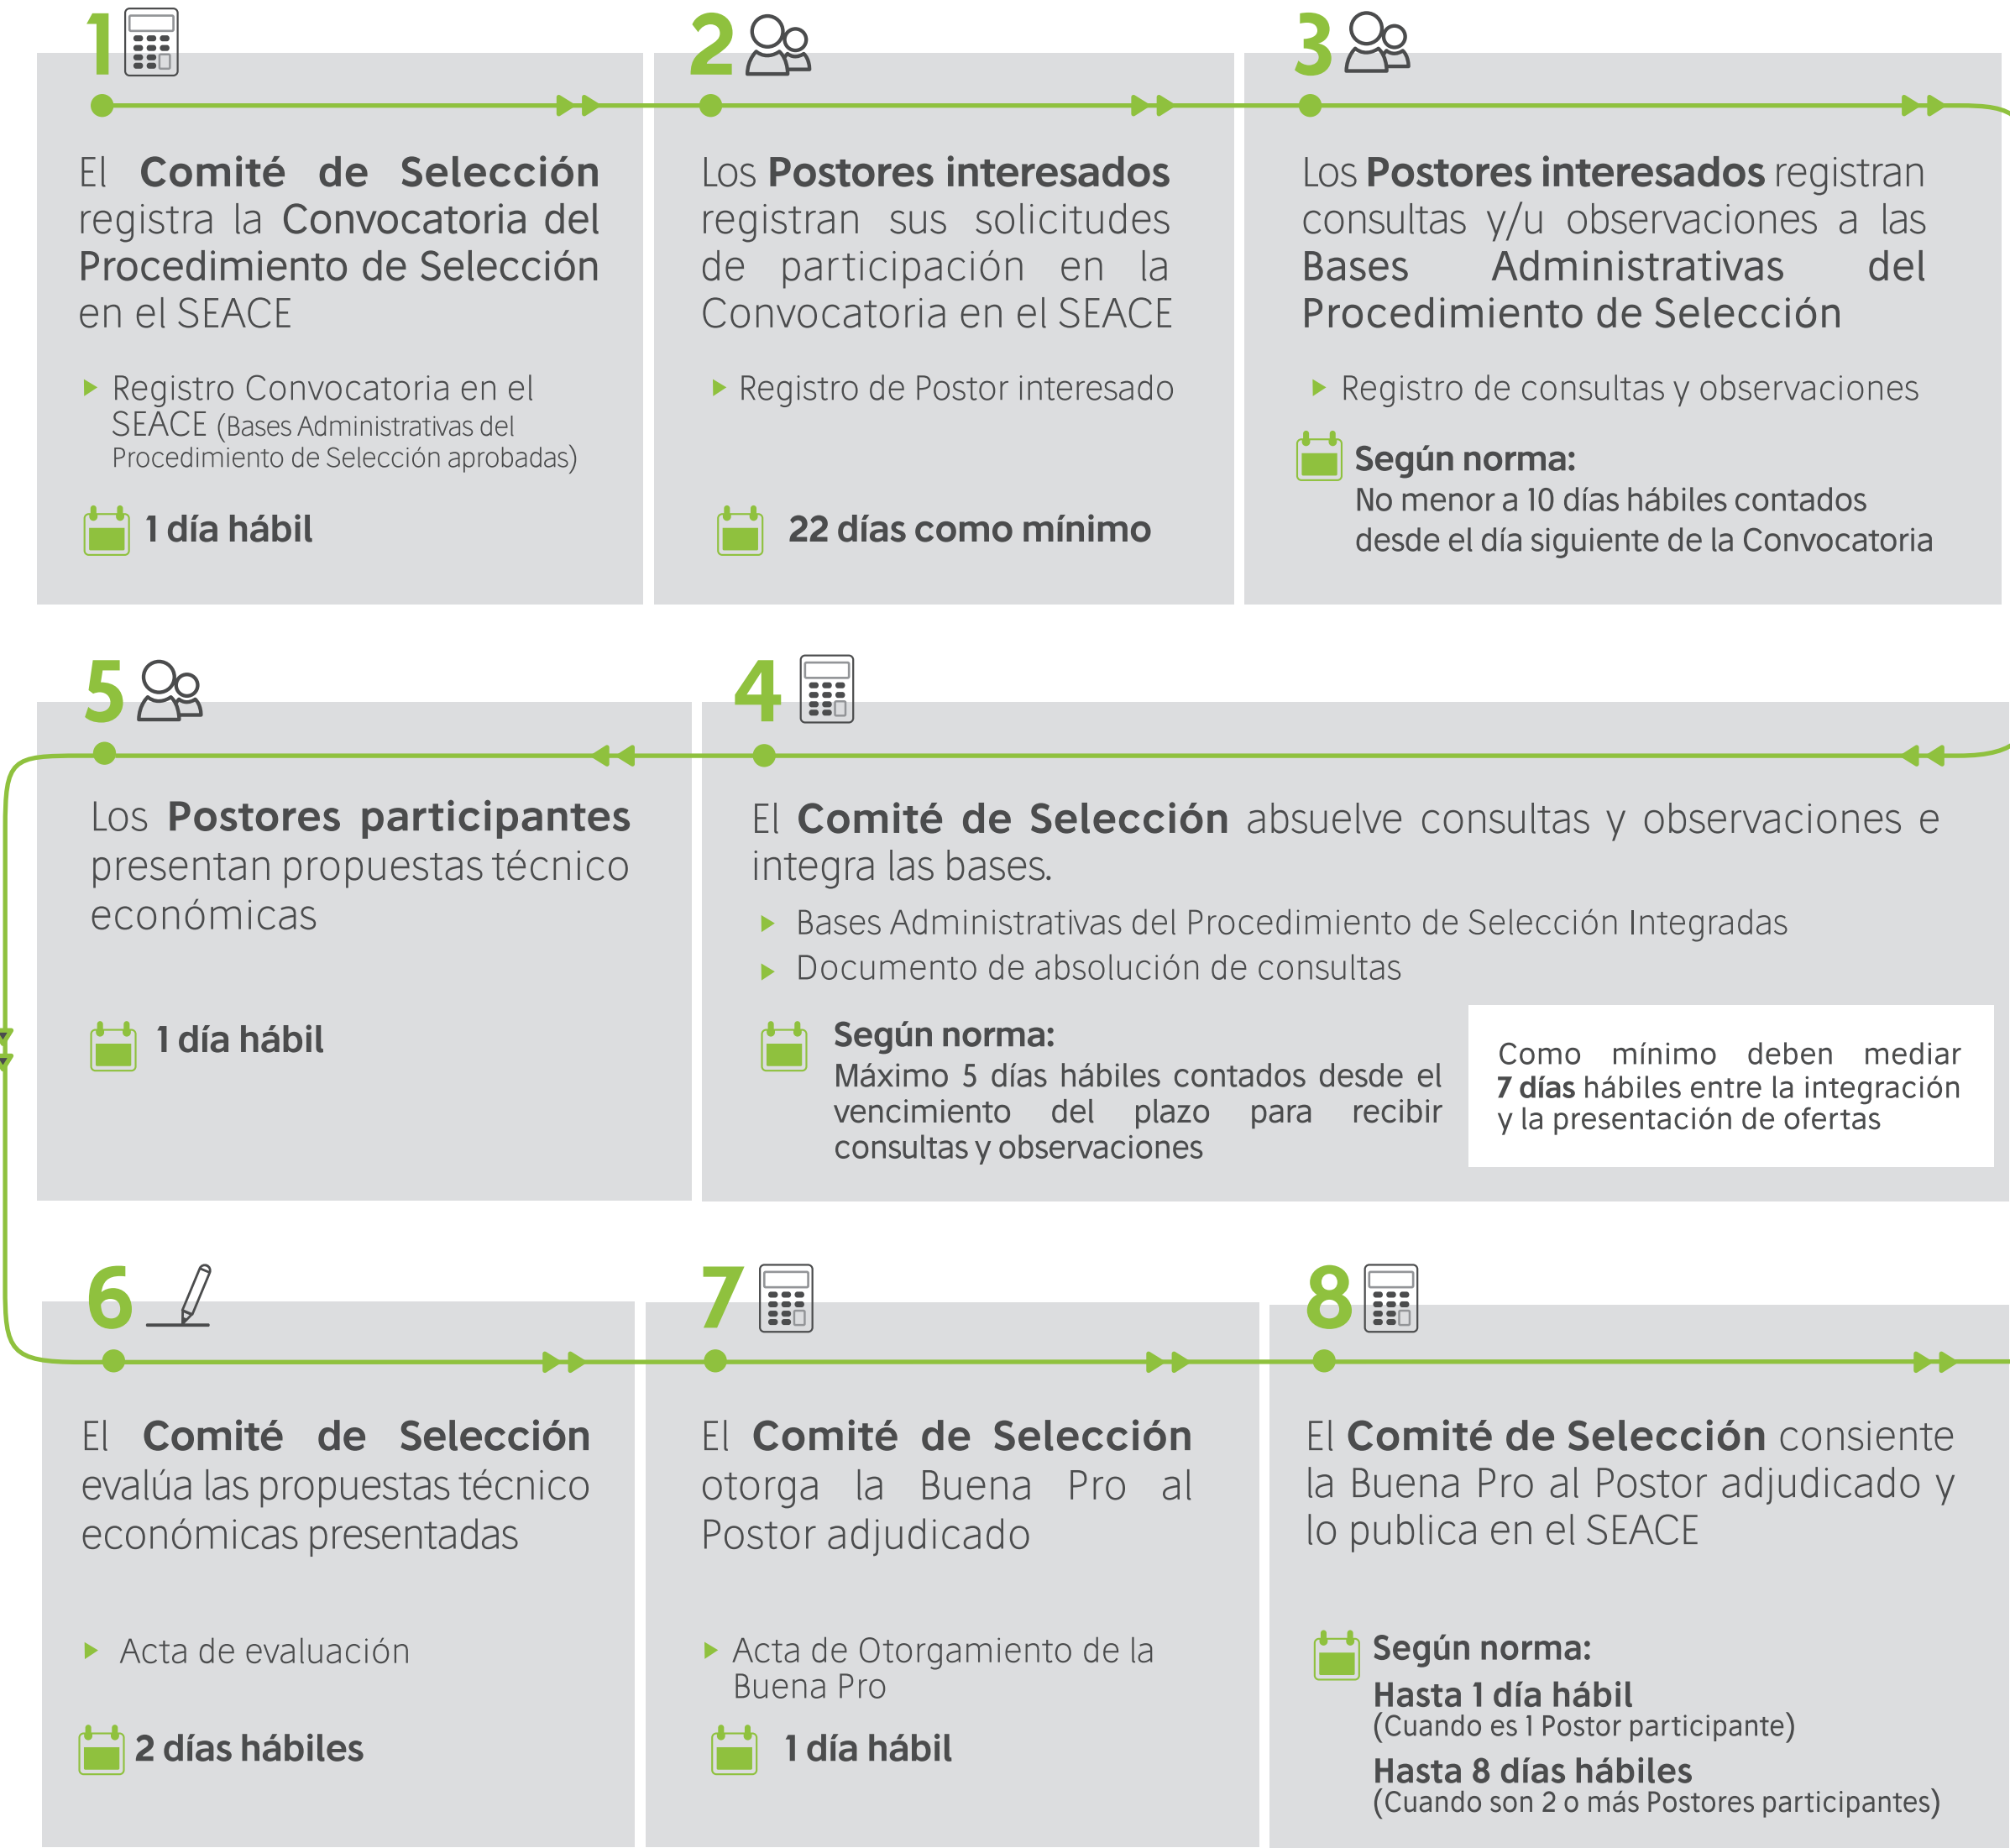 1
El Comité de Selección
registra la Convocatoria del
Procedimiento de Selección
en el SEACE
Registro Convocatoria en el
SEACE (Bases Administrativas del
Procedimiento de Selección aprobadas)
1 día hábil
2
Los Postores interesados
registran sus solicitudes
de participación en la
Convocatoria en el SEACE
Registro de Postor interesado
22 días como mínimo
3
Los Postores interesados registran
consultas y/u observaciones a las
Bases Administrativas del
Procedimiento de Selección
Registro de consultas y observaciones
Según norma:
No menor a 10 días hábiles contados
desde el día siguiente de la Convocatoria
4
El Comité de Selección absuelve consultas y observaciones e
integra las bases.
Bases Administrativas del Procedimiento de Selección Integradas
Documento de absolución de consultas
Según norma:
Máximo 5 días hábiles contados desde el
vencimiento del plazo para recibir
consultas y observaciones
Como mínimo deben mediar
7 días hábiles entre la integración
y la presentación de ofertas
5
Los Postores participantes
presentan propuestas técnico
económicas
1 día hábil
6
El Comité de Selección
evalúa las propuestas técnico
económicas presentadas
Acta de evaluación
2 días hábiles
7
El Comité de Selección
otorga la Buena Pro al
Postor adjudicado
Acta de Otorgamiento de la
Buena Pro
1 día hábil
8
El Comité de Selección consiente
la Buena Pro al Postor adjudicado y
lo publica en el SEACE
Según norma:
Hasta 1 día hábil
(Cuando es 1 Postor participante)
Hasta 8 días hábiles
(Cuando son 2 o más Postores participantes)